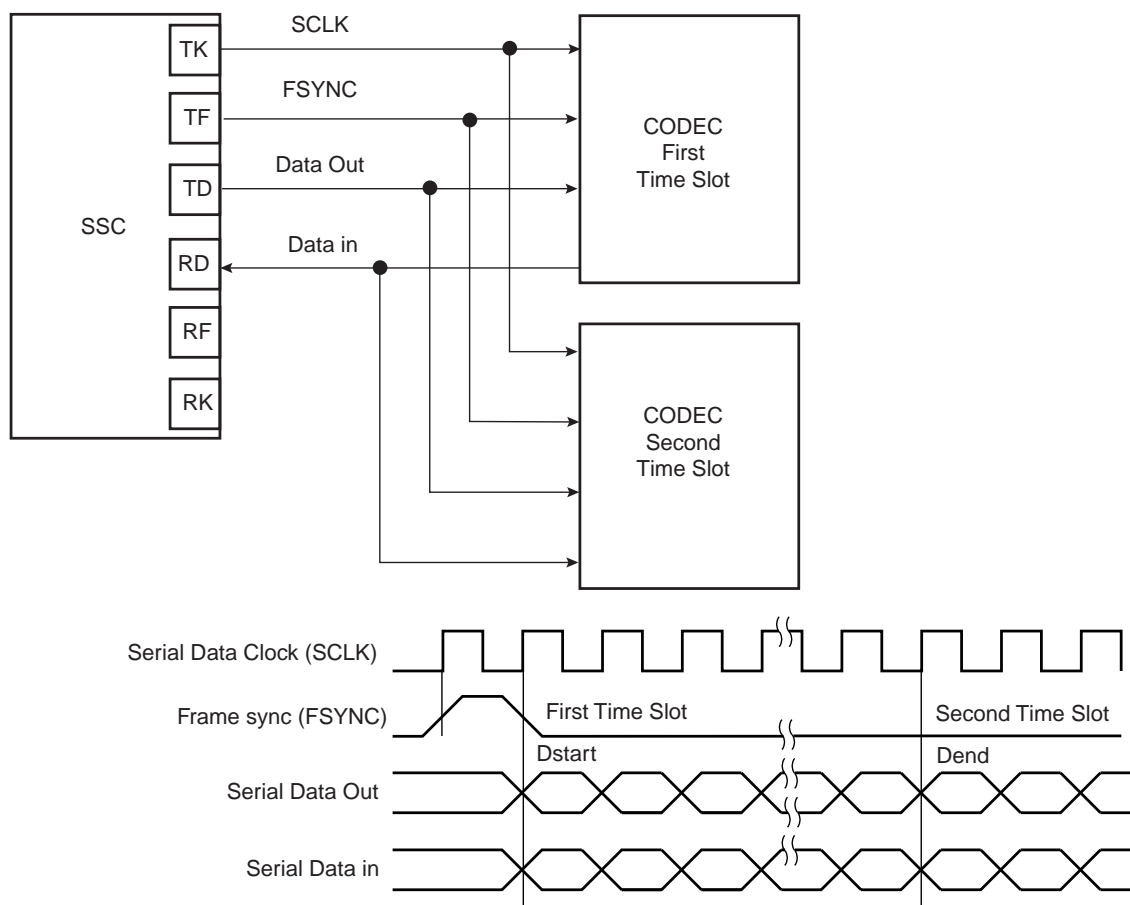 SSC
TK
TF
TD
RD
RF
RK
SCLK
FSYNC
Data Out
Data in
CODEC
First
Time Slot
CODEC
Second
Time Slot
Serial Data Clock (SCLK)
Frame sync (FSYNC)
First Time Slot
Second Time Slot
Dstart
Dend
Serial Data Out
Serial Data in